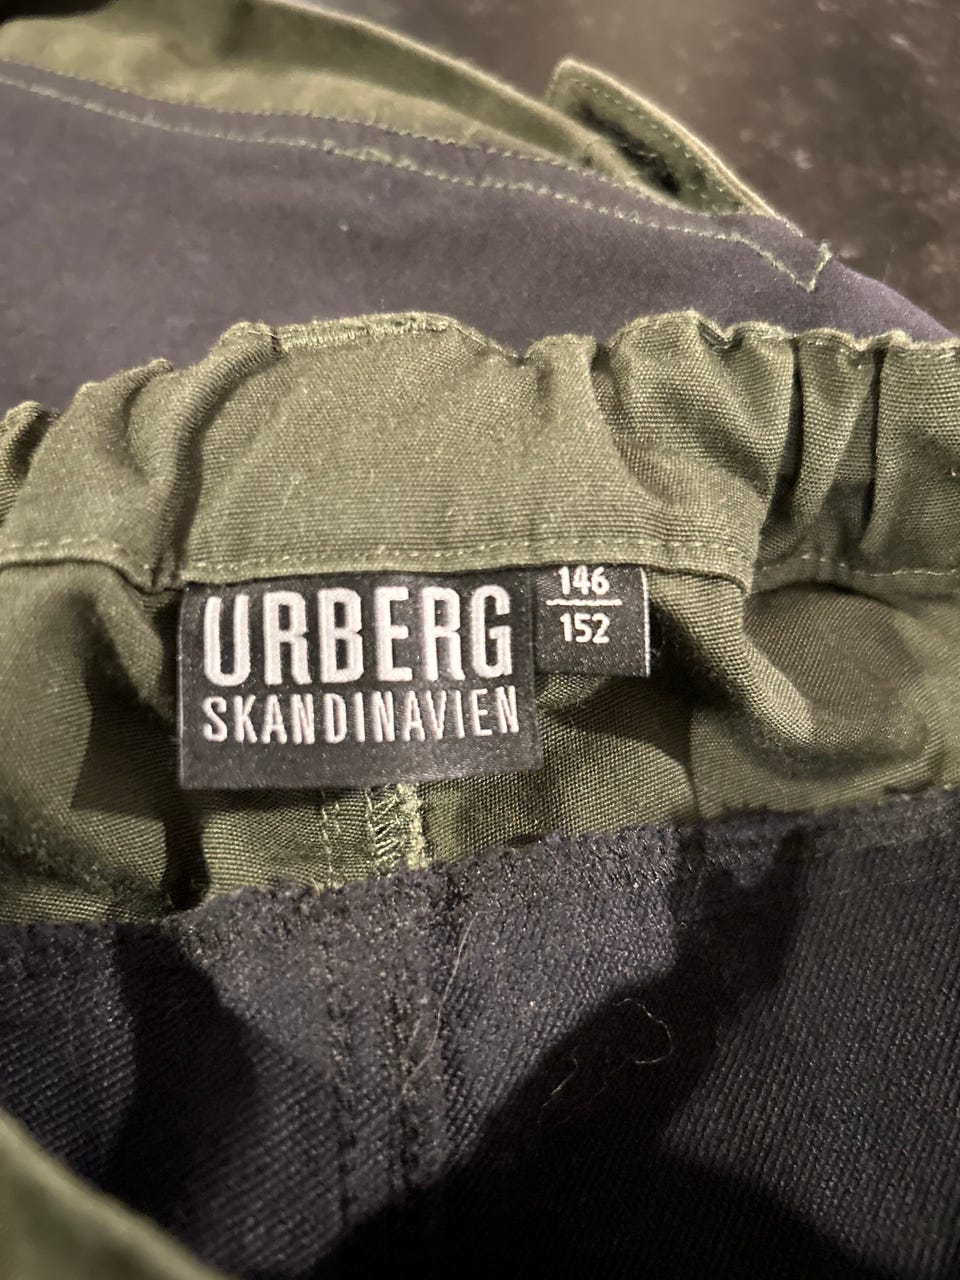 URBERG
SKANDINAVIEN
146
152